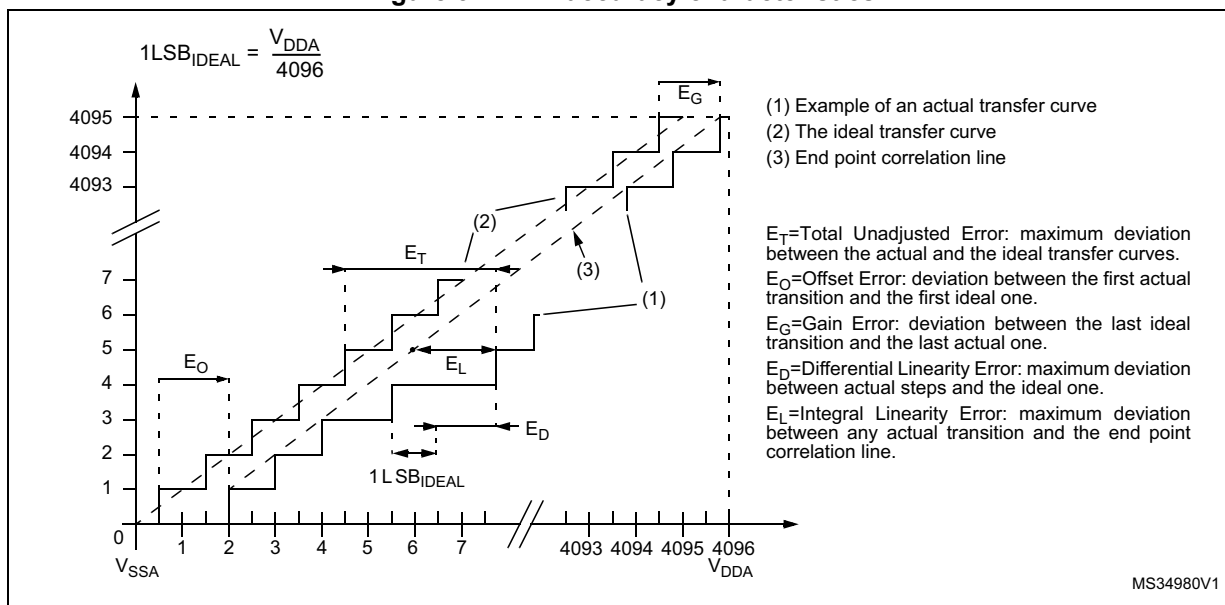 1LSB_IDEAL = V_DDA
4096
E_G
4095
4094
4093
7
6
5
4
3
2
1
0
(2)
E_T
(3)
(1)
E_O
E_L
E_D
1 LSB_IDEAL
1 2 3 4 5 6 7 4093 4094 4095 4096
V_SSA
V_DDA
(1) Example of an actual transfer curve
(2) The ideal transfer curve
(3) End point correlation line
E_T=Total Unadjusted Error: maximum deviation
between the actual and the ideal transfer curves.
E_O=Offset Error: deviation between the first actual
transition and the first ideal one.
E_G=Gain Error: deviation between the last ideal
transition and the last actual one.
E_D=Differential Linearity Error: maximum deviation
between actual steps and the ideal one.
E_L=Integral Linearity Error: maximum deviation
between any actual transition and the end point
correlation line.
MS34980V1